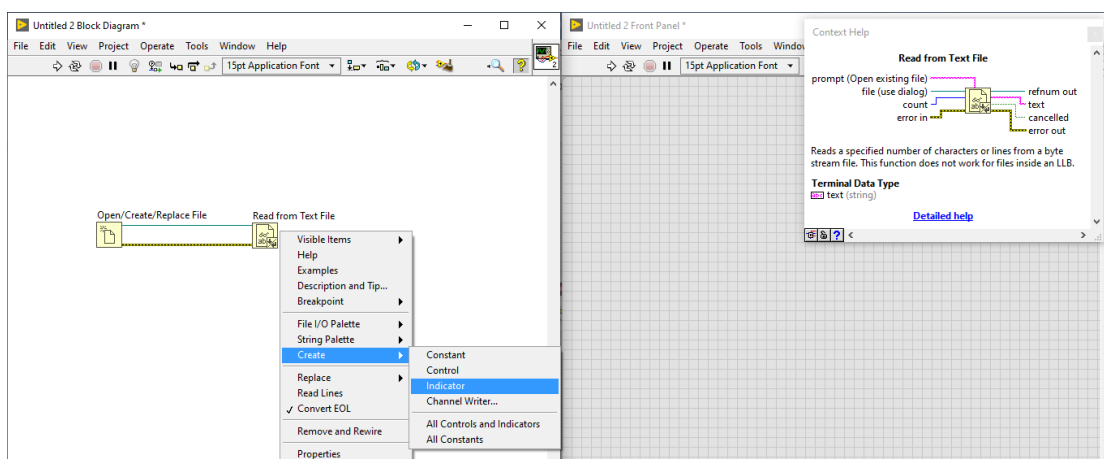 Untitled 2 Block Diagram *
File Edit View Project Operate Tools Window Help
15pt Application Font
2
Open/Create/Replace File
Read from Text File
Visible Items
Help
Examples
Description and Tip...
Breakpoint
File I/O Palette
String Palette
Create
Replace
Read Lines
✓ Convert EOL
Remove and Rewire
Properties
Constant
Control
Indicator
Channel Writer...
All Controls and Indicators
All Constants
Untitled 2 Front Panel *
File Edit View Project Operate Tools Windo
15pt Application Font
Context Help
Read from Text File
prompt (Open existing file)
file (use dialog)
count
error in
refnum out
text
cancelled
error out
Reads a specified number of characters or lines from a byte
stream file. This function does not work for files inside an LLB.
Terminal Data Type
abc text (string)
Detailed help